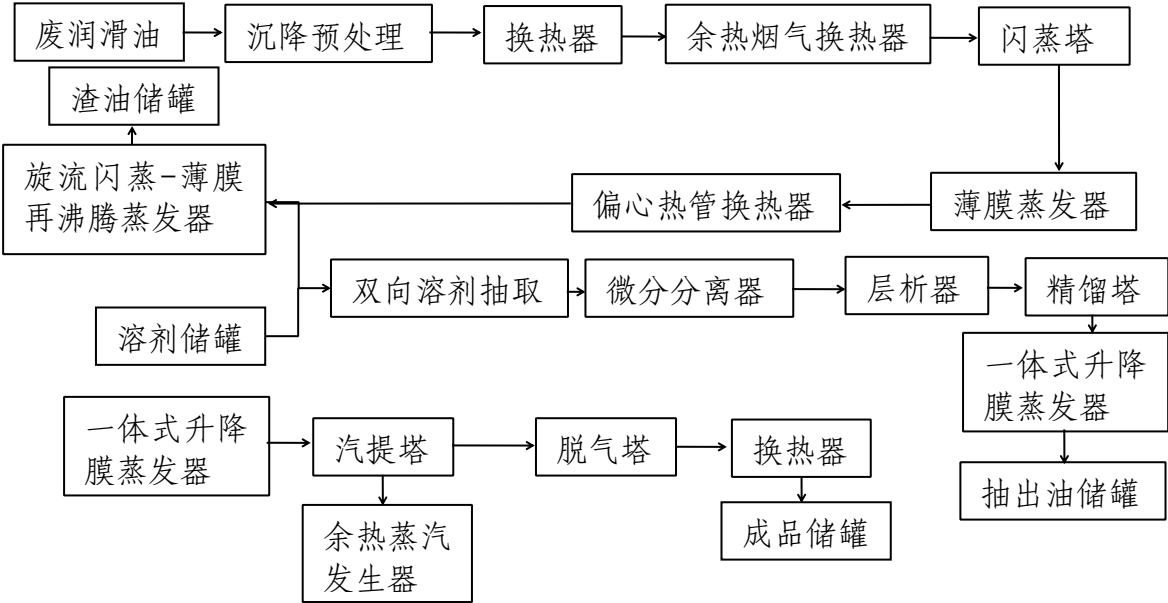 废润滑油
沉降预处理
换热器
余热烟气换热器
闪蒸塔
渣油储罐
旋流闪蒸-薄膜
再沸腾蒸发器
偏心热管换热器
薄膜蒸发器
双向溶剂抽取
微分分离器
层析器
精馏塔
溶剂储罐
一体式升降
膜蒸发器
一体式升降
膜蒸发器
汽提塔
脱气塔
换热器
抽出油储罐
余热蒸汽
发生器
成品储罐